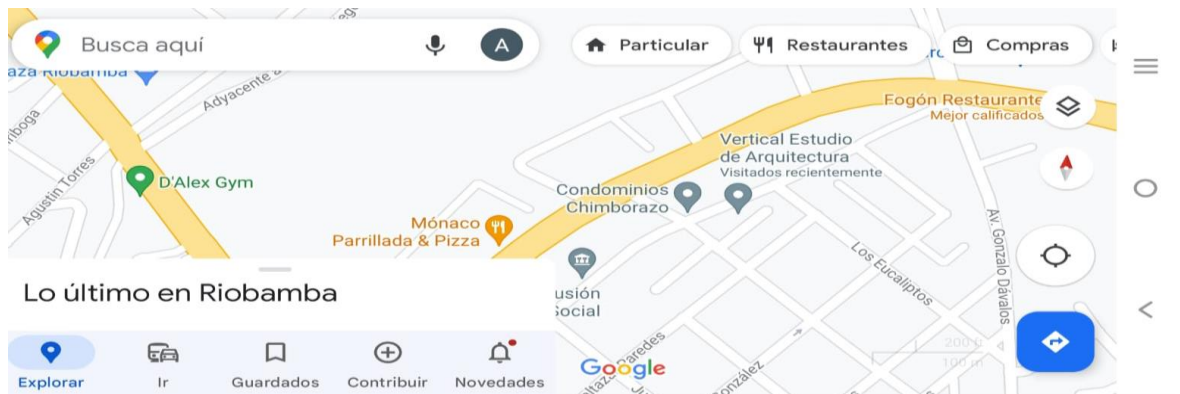 Busca aquí
A
Particular
Restaurantes
Compras
aza Riobamba
Adyacente
Fogón Restaurante
Mejor calificados
Vertical Estudio
de Arquitectura
Visitados recientemente
Agustín Torres
D'Alex Gym
Condominios
Chimborazo
Mónaco
Parrillada & Pizza
Av. Gonzalo Dávalos
Los Eucaliptos
Lo último en Riobamba
usión
Social
200 ft
100 m
Google
Explorar
Ir
Guardados
Contribuir
Novedades